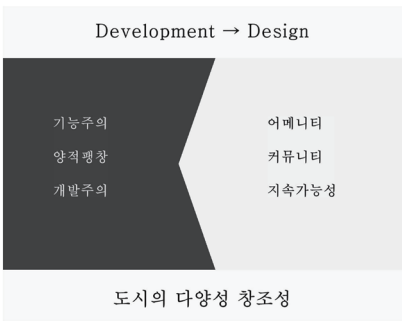 Development → Design
기능주의
양적팽창
개발주의
어메니티
커뮤니티
지속가능성
도시의 다양성 창조성